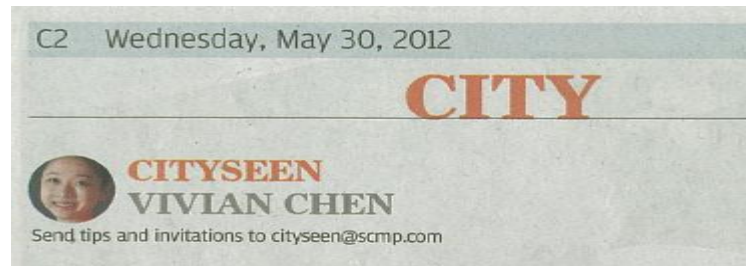 C2 Wednesday, May 30, 2012
CITY
CITYSEEN
VIVIAN CHEN
Send tips and invitations to cityseen@scmp.com